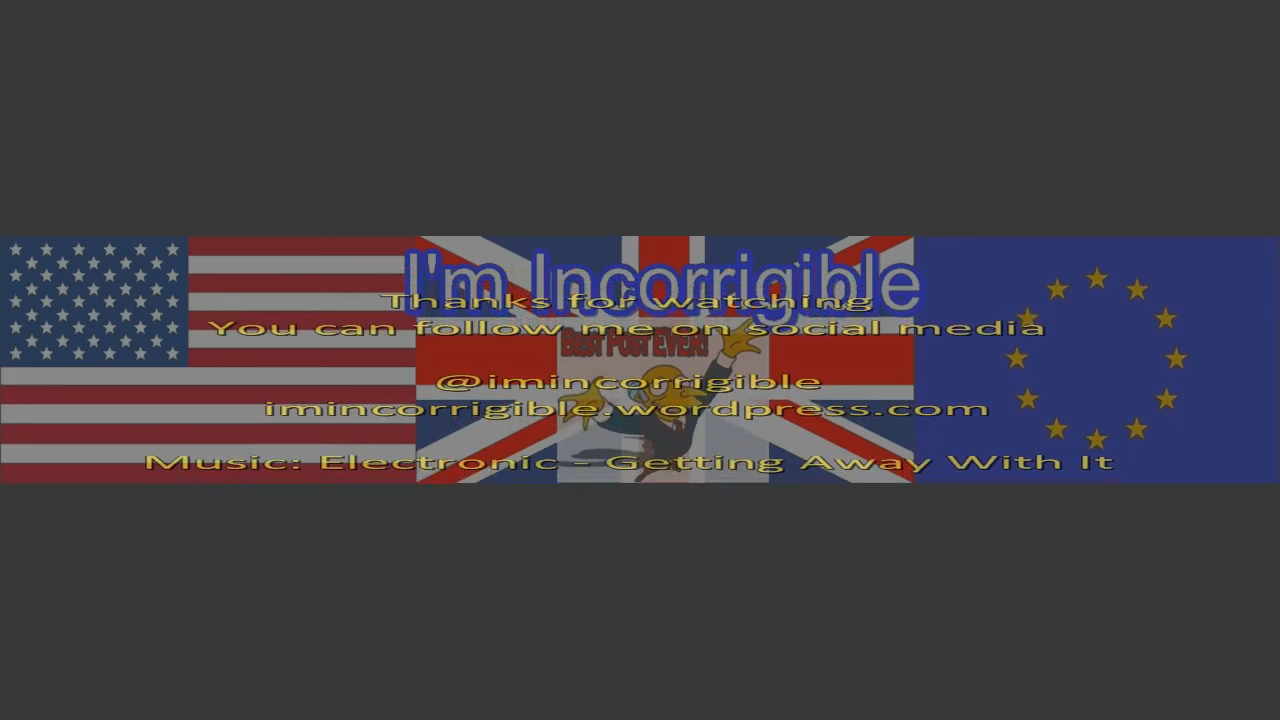 I'm Incorrigible
Thanks for watching
You can follow me on social media
BEST POST EVER!
@imincorrigible
imincorrigible.wordpress.com
Music: Electronic - Getting Away With It